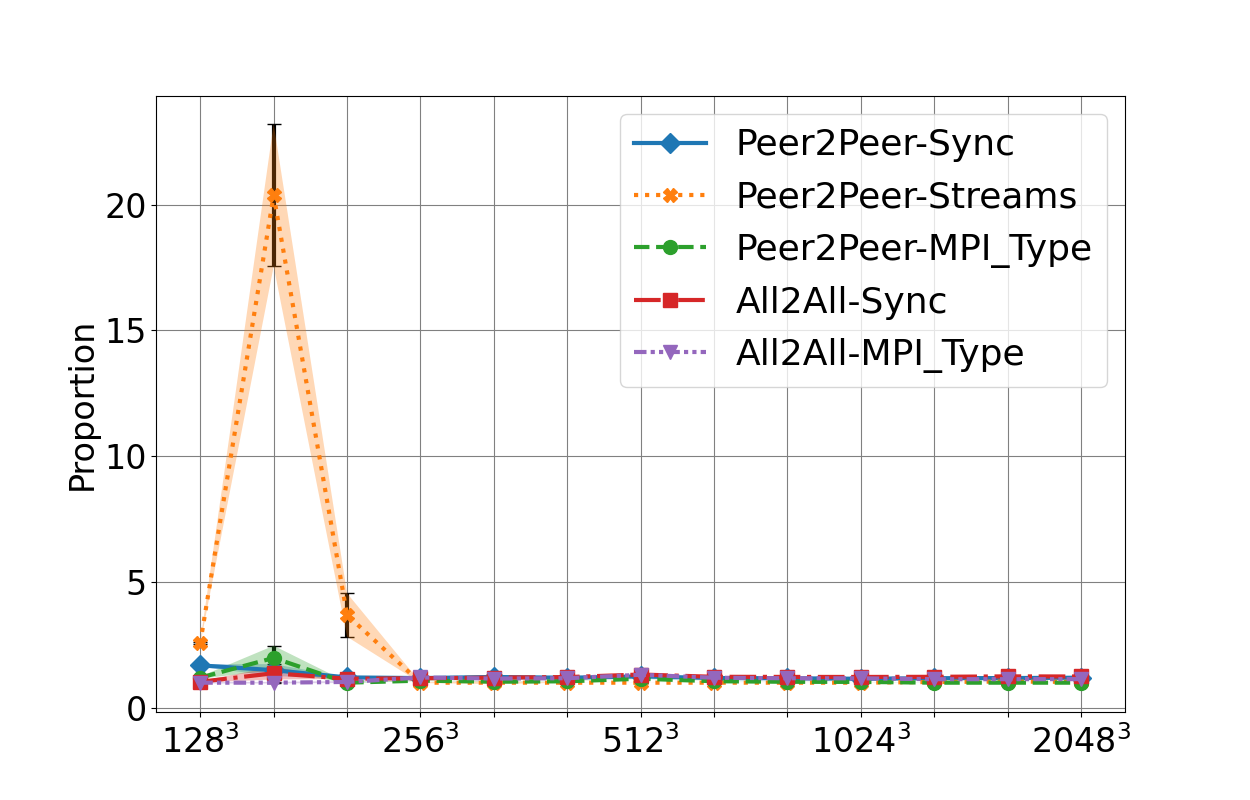 Peer2Peer-Sync
Peer2Peer-Streams
Peer2Peer-MPI_Type
All2All-Sync
All2All-MPI_Type
Proportion
20
15
10
5
0
128³ 256³ 512³ 1024³ 2048³